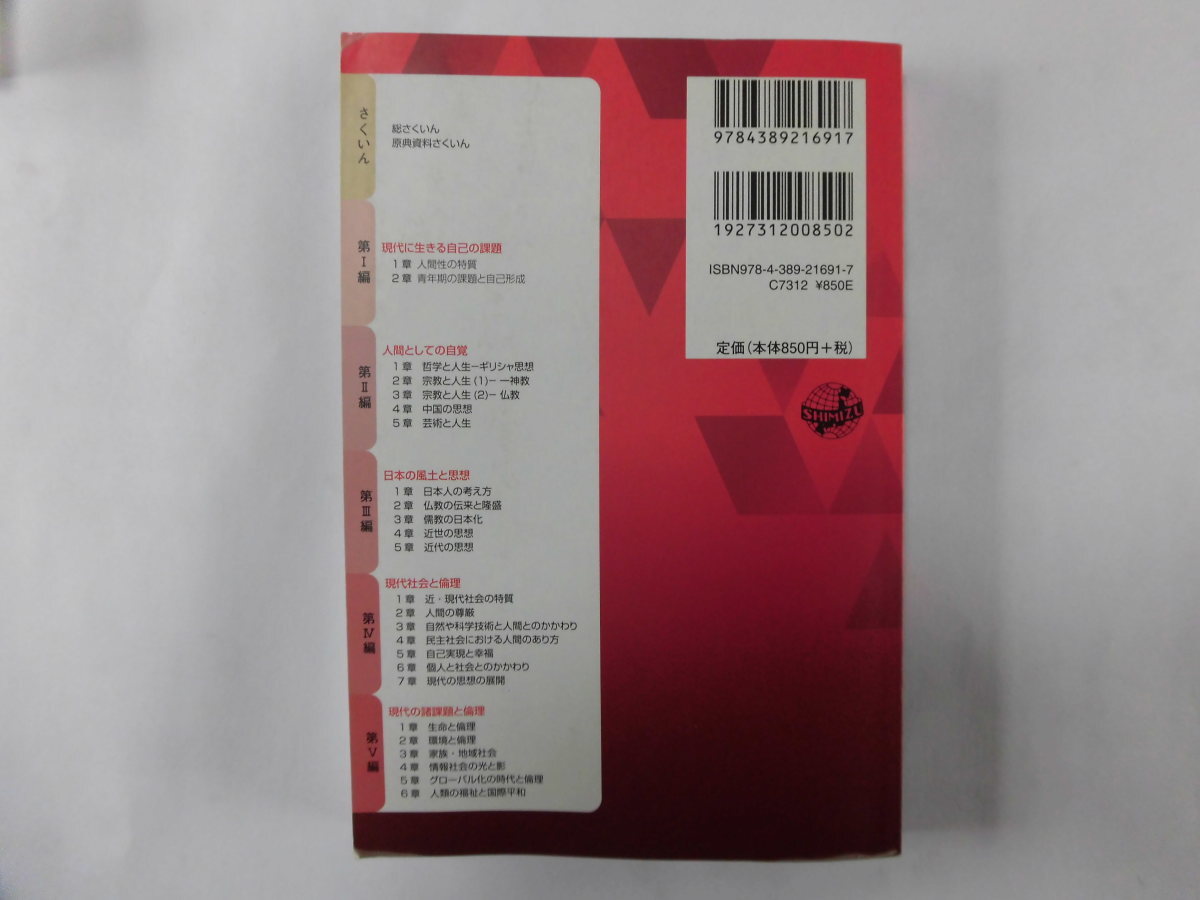 さくいん
総さくいん
原典資料さくいん
第Ⅰ編
現代に生きる自己の課題
1章 人間性の特質
2章 青年期の課題と自己形成
第Ⅱ編
人間としての自覚
1章 哲学と人生−ギリシャ思想
2章 宗教と人生(1)− 一神教
3章 宗教と人生(2)− 仏教
4章 中国の思想
5章 芸術と人生
第Ⅲ編
日本の風土と思想
1章 日本人の考え方
2章 仏教の伝来と隆盛
3章 儒教の日本化
4章 近世の思想
5章 近代の思想
第Ⅳ編
現代社会と倫理
1章 近・現代社会の特質
2章 人間の尊厳
3章 自然や科学技術と人間とのかかわり
4章 民主社会における人間のあり方
5章 自己実現と幸福
6章 個人と社会とのかかわり
7章 現代の思想の展開
第Ⅴ編
現代の諸課題と倫理
1章 生命と倫理
2章 環境と倫理
3章 家族・地域社会
4章 情報社会の光と影
5章 グローバル化の時代と倫理
6章 人類の福祉と国際平和
9784389216917
1927312008502
ISBN978-4-389-21691-7
C7312 ¥850E
定価(本体850円+税)
SHIMIZU